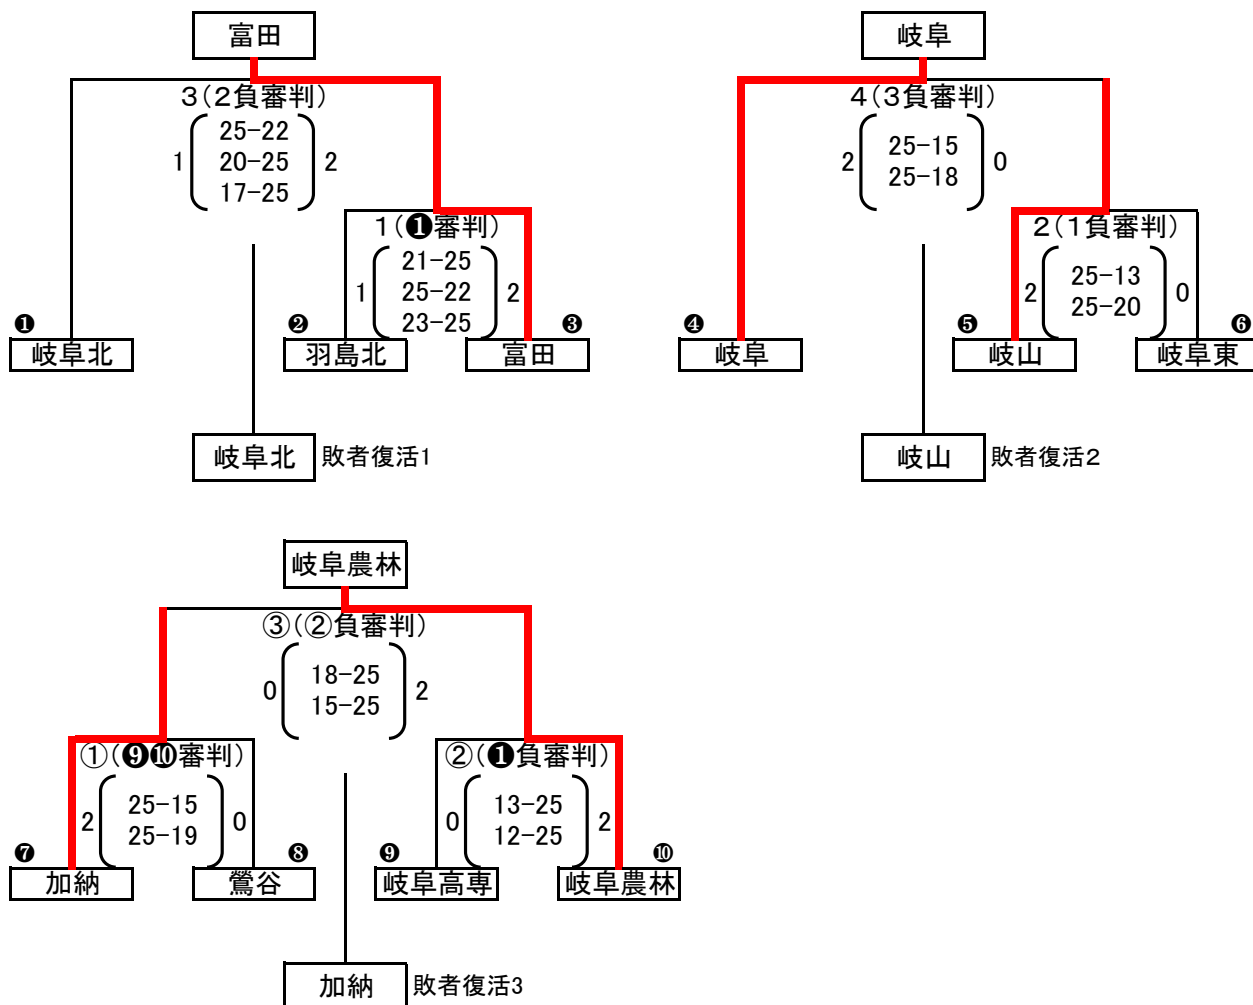 富田
3(2負審判)
25-22
1 20-25 2
17-25
1(❶審判)
21-25
1 25-22 2
23-25
❶ ❷ ❸
岐阜北 羽島北 富田
岐阜北 敗者復活1
岐阜
4(3負審判)
2 25-15 0
25-18
2(1負審判)
2 25-13 0
25-20
❹ ❺ ❻
岐阜 岐山 岐阜東
岐山 敗者復活2
岐阜農林
③(②負審判)
0 18-25 2
15-25
①(❾❿審判)
2 25-15 0
25-19
②(❶負審判)
0 13-25 2
12-25
❼ ❽ ❾ ❿
加納 鶯谷 岐阜高専 岐阜農林
加納 敗者復活3